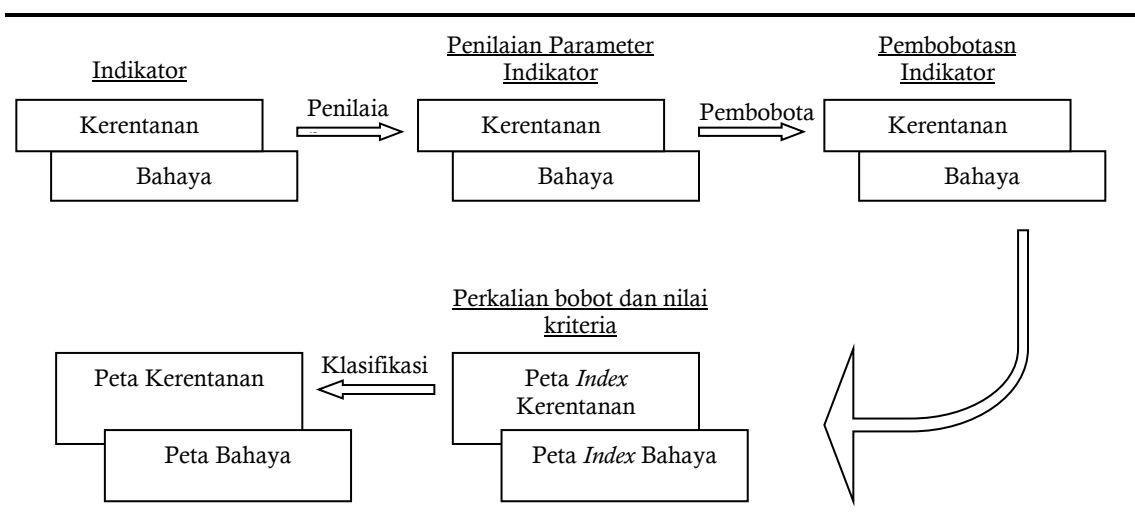 Indikator
Penilaian Parameter
Indikator
Pembobotasn
Indikator
Kerentanan
Bahaya
Penilaia
Kerentanan
Bahaya
Pembobota
Kerentanan
Bahaya
Perkalian bobot dan nilai
kriteria
Peta Index
Kerentanan
Peta Index Bahaya
Klasifikasi
Peta Kerentanan
Peta Bahaya